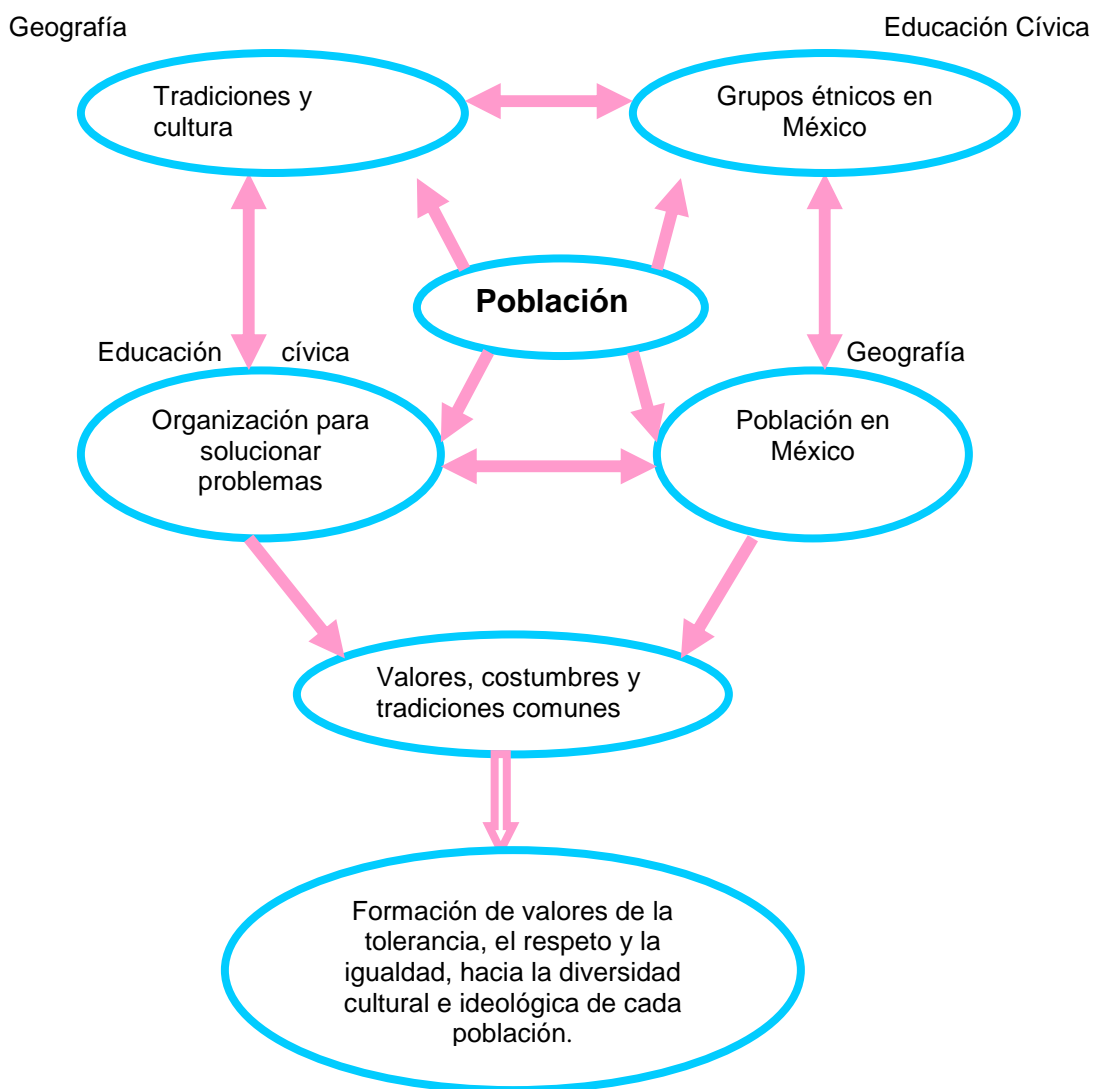 Geografía
Educación Cívica
Tradiciones y
cultura
Grupos étnicos en
México
Población
Educación cívica
Geografía
Organización para
solucionar
problemas
Población en
México
Valores, costumbres y
tradiciones comunes
Formación de valores de la
tolerancia, el respeto y la
igualdad, hacia la diversidad
cultural e ideológica de cada
población.